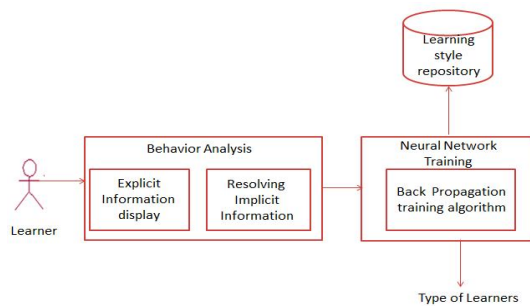 Learning
style
repository
Behavior Analysis
Neural Network
Training
Explicit
Information
display
Resolving
Implicit
Information
Back Propagation
training algorithm
Learner
Type of Learners